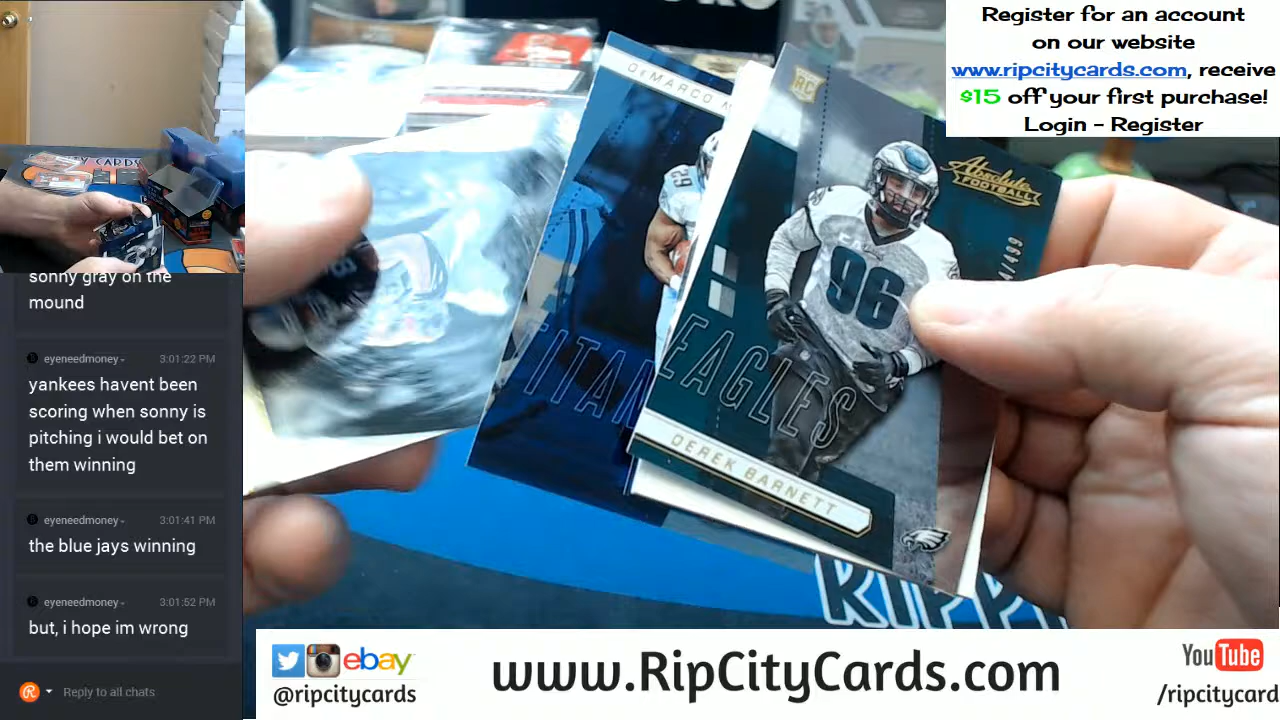 Register for an account
on our website
www.ripcitycards.com, receive
$15 off your first purchase!
Login - Register
sonny gray on the
mound
eyeneedmoney
3:01:22 PM
yankees havent been
scoring when sonny is
pitching i would bet on
them winning
eyeneedmoney
3:01:41 PM
the blue jays winning
eyeneedmoney
3:01:52 PM
but, i hope im wrong
Reply to all chats
DEMARCO M
29
TITAN
RC
Absolute
FOOTBALL
96
/499
EAGLES
DEREK BARNETT
RIPP
ebay
@ripcitycards
www.RipCityCards.com
YouTube
/ripcitycard